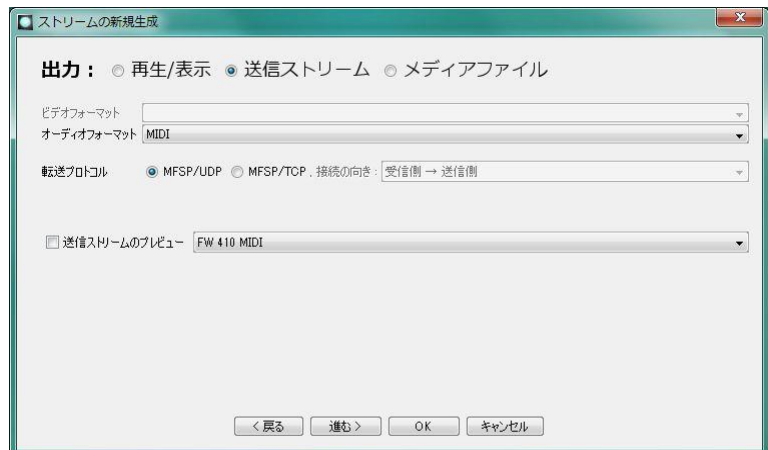 ストリームの新規生成
出力： 再生/表示 送信ストリーム メディアファイル
ビデオフォーマット
オーディオフォーマット MIDI
転送プロトコル MFSP/UDP MFSP/TCP , 接続の向き： 受信側 → 送信側
送信ストリームのプレビュー FW 410 MIDI
< 戻る 進む > OK キャンセル